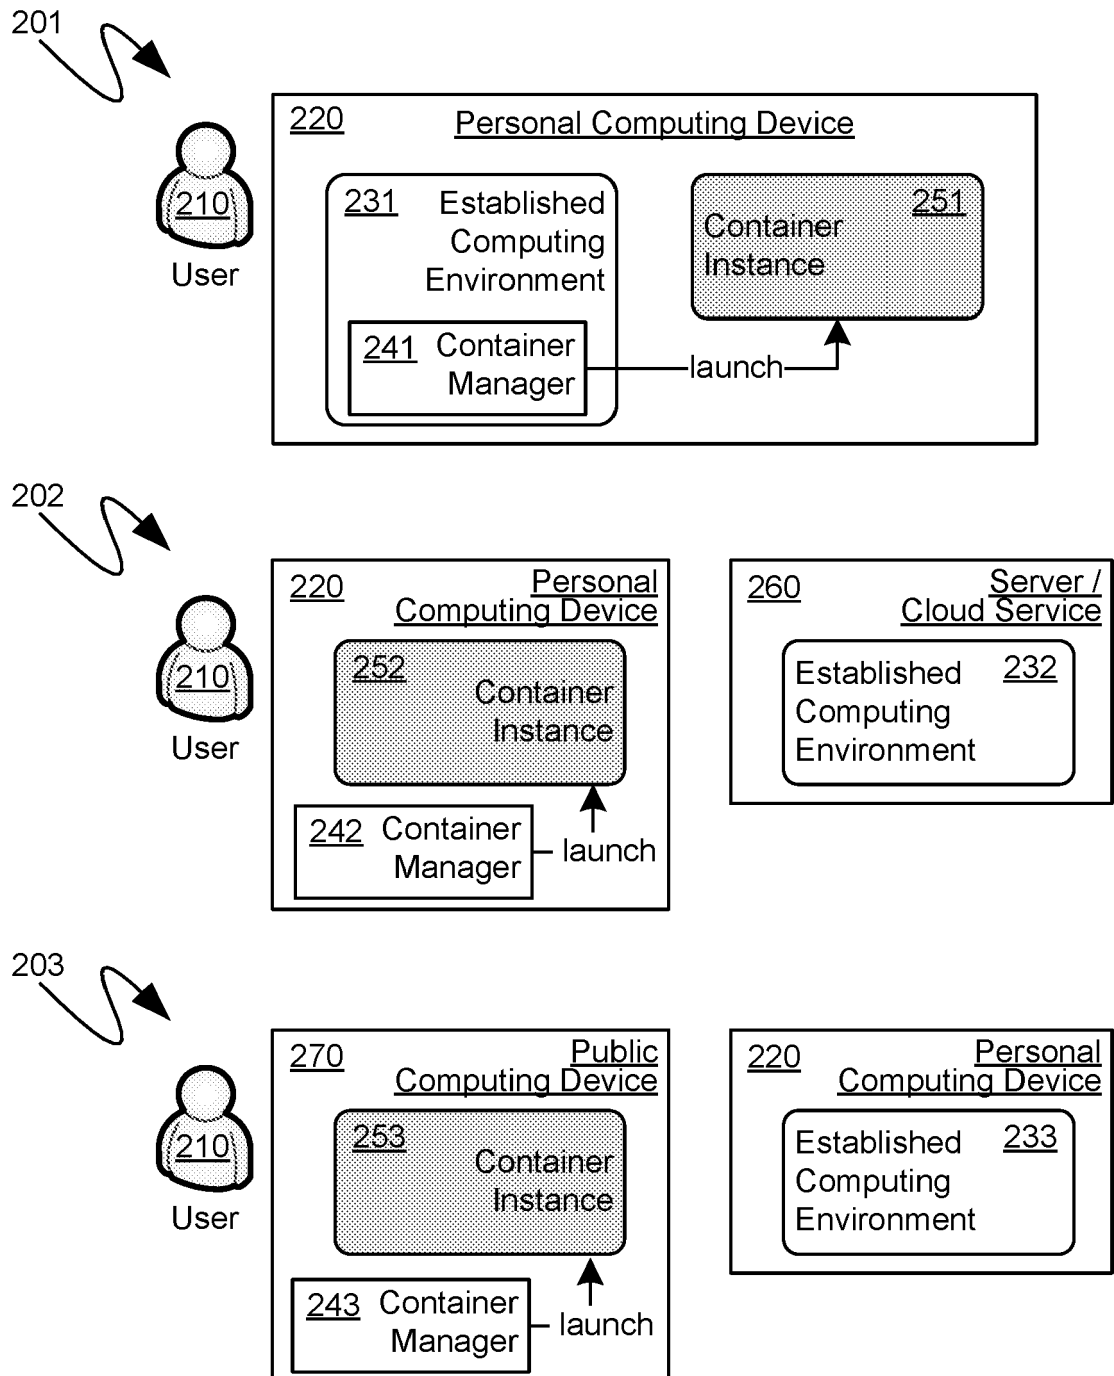 201
220 Personal Computing Device
231 Established
Computing
Environment
251
Container
Instance
210
User
241 Container
Manager
launch
202
220 Personal
Computing Device
260 Server /
Cloud Service
252
Container
Instance
Established 232
Computing
Environment
210
User
242 Container
Manager
launch
203
270 Public
Computing Device
220 Personal
Computing Device
253
Container
Instance
Established 233
Computing
Environment
210
User
243 Container
Manager
launch